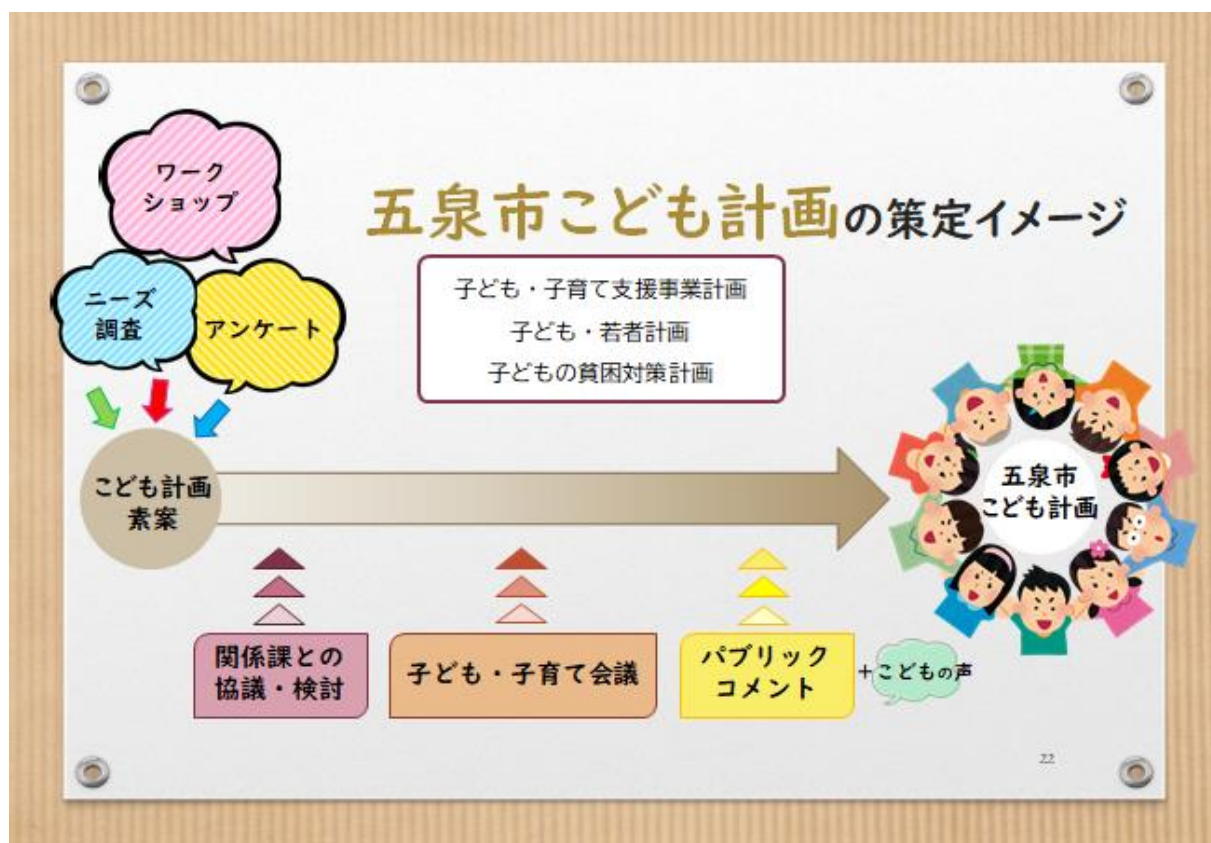 ワーク
ショップ
五泉市こども計画の策定イメージ
ニーズ
調査
アンケート
子ども・子育て支援事業計画
子ども・若者計画
子どもの貧困対策計画
こども計画
素案
五泉市
こども計画
関係課との
協議・検討
子ども・子育て会議
パブリック
コメント
+こどもの声
22